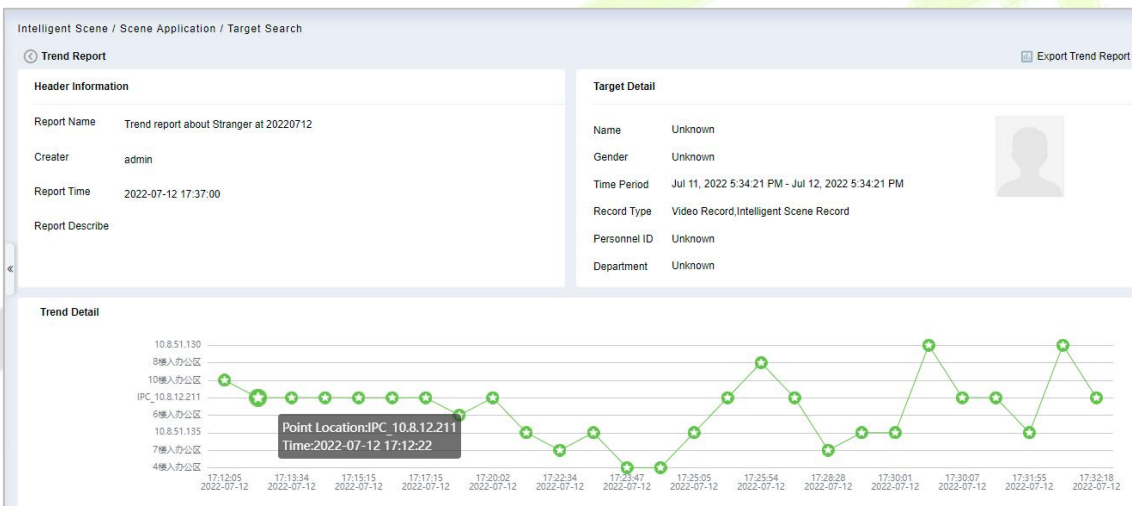 Intelligent Scene / Scene Application / Target Search
Trend Report
Export Trend Report
Header Information
Report Name Trend report about Stranger at 20220712
Creater admin
Report Time 2022-07-12 17:37:00
Report Describe
Target Detail
Name Unknown
Gender Unknown
Time Period Jul 11, 2022 5:34:21 PM - Jul 12, 2022 5:34:21 PM
Record Type Video Record,Intelligent Scene Record
Personnel ID Unknown
Department Unknown
Trend Detail
10.8.51.130
8楼入办公区
10楼入办公区
IPC_10.8.12.211
6楼入办公区
10.8.51.135
7楼入办公区
4楼入办公区
Point Location:IPC_10.8.12.211
Time:2022-07-12 17:12:22
17:12:05 17:13:34 17:15:15 17:17:15 17:20:02 17:22:34 17:23:47 17:25:05 17:25:54 17:28:28 17:30:01 17:30:07 17:31:55 17:32:18
2022-07-12 2022-07-12 2022-07-12 2022-07-12 2022-07-12 2022-07-12 2022-07-12 2022-07-12 2022-07-12 2022-07-12 2022-07-12 2022-07-12 2022-07-12 2022-07-12